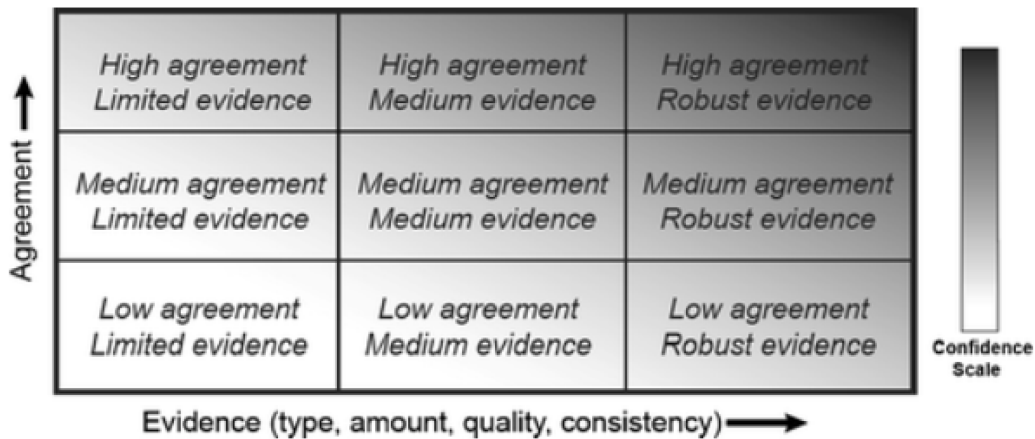 High agreement
Limited evidence
High agreement
Medium evidence
High agreement
Robust evidence
Medium agreement
Limited evidence
Medium agreement
Medium evidence
Medium agreement
Robust evidence
Low agreement
Limited evidence
Low agreement
Medium evidence
Low agreement
Robust evidence
Agreement
Evidence (type, amount, quality, consistency)
Confidence
Scale